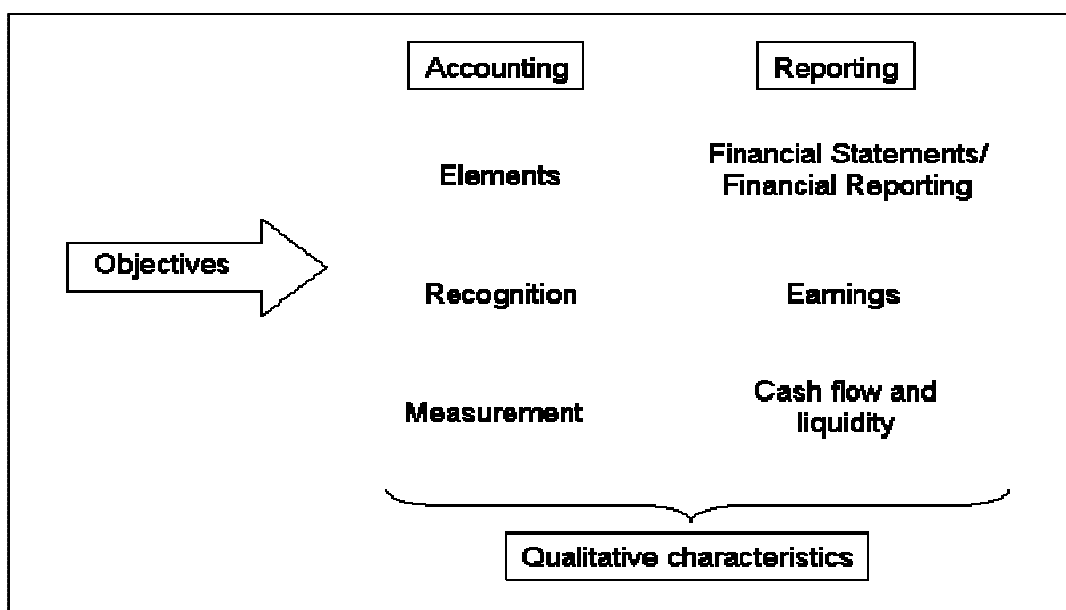 Accounting
Reporting
Elements
Financial Statements/
Financial Reporting
Objectives
Recognition
Earnings
Measurement
Cash flow and
liquidity
Qualitative characteristics